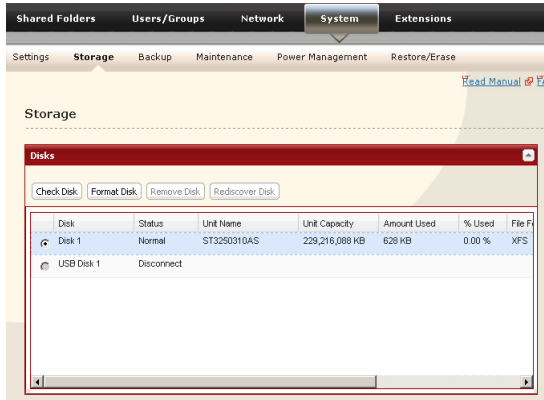 Shared Folders Users/Groups Network System Extensions
Settings Storage Backup Maintenance Power Management Restore/Erase
Read Manual
Storage
Disks
Check Disk Format Disk Remove Disk Rediscover Disk
Disk Status Unit Name Unit Capacity Amount Used % Used File
Disk 1 Normal ST3250310AS 229,216,088 KB 628 KB 0.00 % XFS
USB Disk 1 Disconnect